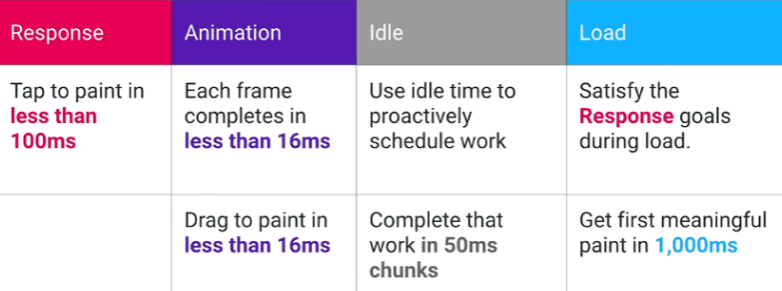 Response
Animation
Idle
Load
Tap to paint in
less than
100ms
Each frame
completes in
less than 16ms
Use idle time to
proactively
schedule work
Satisfy the
Response goals
during load.
Drag to paint in
less than 16ms
Complete that
work in 50ms
chunks
Get first meaningful
paint in 1,000ms